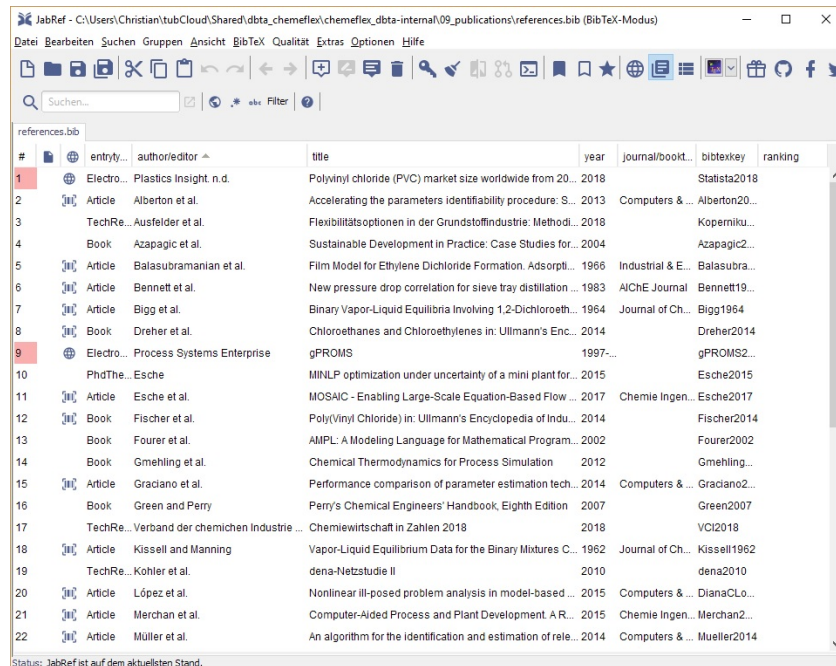 JabRef - C:\Users\Christian\tubCloud\Shared\dbta_chemeflex\chemeflex_dbta-internal\09_publications\references.bib (BibTeX-Modus)
Datei Bearbeiten Suchen Gruppen Ansicht BibTeX Qualität Extras Optionen Hilfe
Suchen... .* abc Filter
references.bib
# entryty... author/editor title year journal/bookt... bibtexkey ranking
1 Electro... Plastics Insight. n.d. Polyvinyl chloride (PVC) market size worldwide from 20... 2018 Statista2018
2 Article Alberton et al. Accelerating the parameters identifiability procedure: S... 2013 Computers & ... Alberton20...
3 TechRe... Ausfelder et al. Flexibilitätsoptionen in der Grundstoffindustrie: Methodi... 2018 Koperniku...
4 Book Azapagic et al. Sustainable Development in Practice: Case Studies for... 2004 Azapagic2...
5 Article Balasubramanian et al. Film Model for Ethylene Dichloride Formation. Adsorpti... 1966 Industrial & E... Balasubra...
6 Article Bennett et al. New pressure drop correlation for sieve tray distillation ... 1983 AIChE Journal Bennett19...
7 Article Bigg et al. Binary Vapor-Liquid Equilibria Involving 1,2-Dichloroeth... 1964 Journal of Ch... Bigg1964
8 Book Dreher et al. Chloroethanes and Chloroethylenes in: Ullmann's Enc... 2014 Dreher2014
9 Electro... Process Systems Enterprise gPROMS 1997-... gPROMS2...
10 PhdThe... Esche MINLP optimization under uncertainty of a mini plant for... 2015 Esche2015
11 Article Esche et al. MOSAIC - Enabling Large-Scale Equation-Based Flow ... 2017 Chemie Ingen... Esche2017
12 Book Fischer et al. Poly(Vinyl Chloride) in: Ullmann's Encyclopedia of Indu... 2014 Fischer2014
13 Book Fourer et al. AMPL: A Modeling Language for Mathematical Program... 2002 Fourer2002
14 Book Gmehling et al. Chemical Thermodynamics for Process Simulation 2012 Gmehling...
15 Article Graciano et al. Performance comparison of parameter estimation tech... 2014 Computers & ... Graciano2...
16 Book Green and Perry Perry's Chemical Engineers' Handbook, Eighth Edition 2007 Green2007
17 TechRe... Verband der chemichen Industrie ... Chemiewirtschaft in Zahlen 2018 2018 VCI2018
18 Article Kissell and Manning Vapor-Liquid Equilibrium Data for the Binary Mixtures C... 1962 Journal of Ch... Kissell1962
19 TechRe... Kohler et al. dena-Netzstudie II 2010 dena2010
20 Article López et al. Nonlinear ill-posed problem analysis in model-based ... 2015 Computers & ... DianaCLo...
21 Article Merchan et al. Computer-Aided Process and Plant Development. A R... 2015 Chemie Ingen... Merchan2...
22 Article Müller et al. An algorithm for the identification and estimation of rele... 2014 Computers & ... Mueller2014
Status: JabRef ist auf dem aktuellsten Stand.